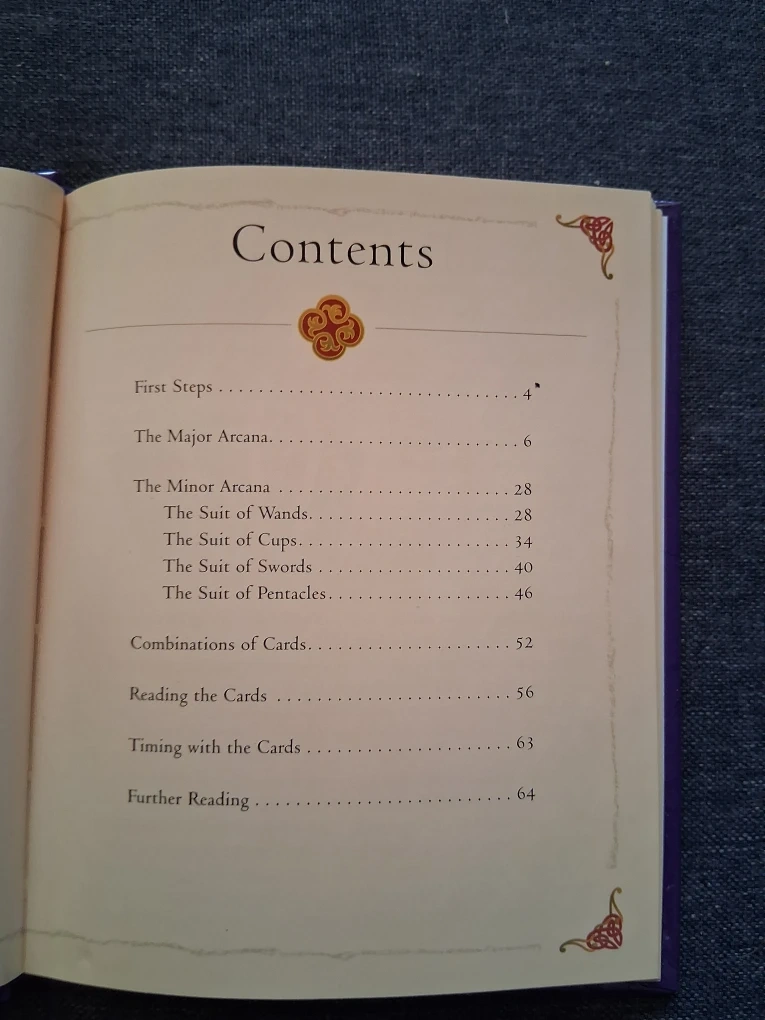 Contents
First Steps . . . . . . . . . . . . . . . . . . . . . . . . . . . . . . . 4
The Major Arcana. . . . . . . . . . . . . . . . . . . . . . . . . . 6
The Minor Arcana . . . . . . . . . . . . . . . . . . . . . . . . 28
The Suit of Wands. . . . . . . . . . . . . . . . . . . . . 28
The Suit of Cups. . . . . . . . . . . . . . . . . . . . . . 34
The Suit of Swords . . . . . . . . . . . . . . . . . . . . 40
The Suit of Pentacles. . . . . . . . . . . . . . . . . . . 46
Combinations of Cards. . . . . . . . . . . . . . . . . . . . . 52
Reading the Cards . . . . . . . . . . . . . . . . . . . . . . . . 56
Timing with the Cards . . . . . . . . . . . . . . . . . . . . . 63
Further Reading . . . . . . . . . . . . . . . . . . . . . . . . . . 64